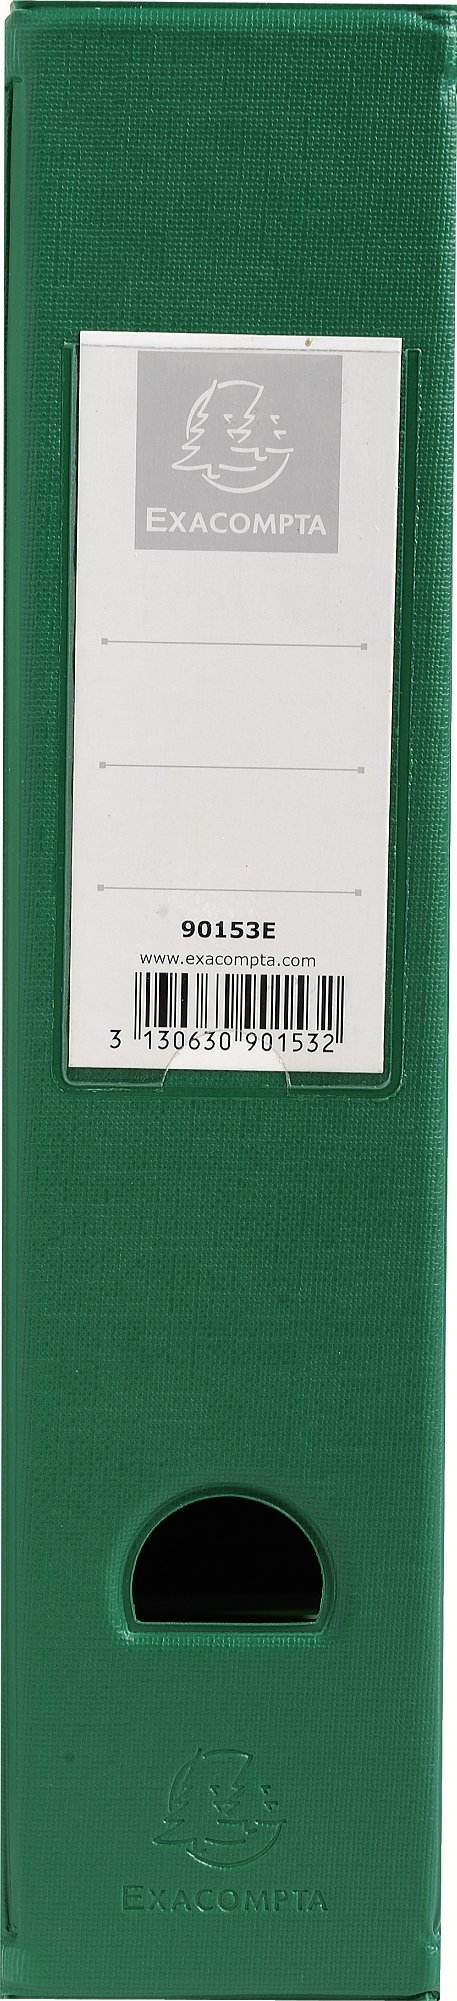 EXACOMPTA
90153E
www.exacompta.com
3 130630 901532
EXACOMPTA